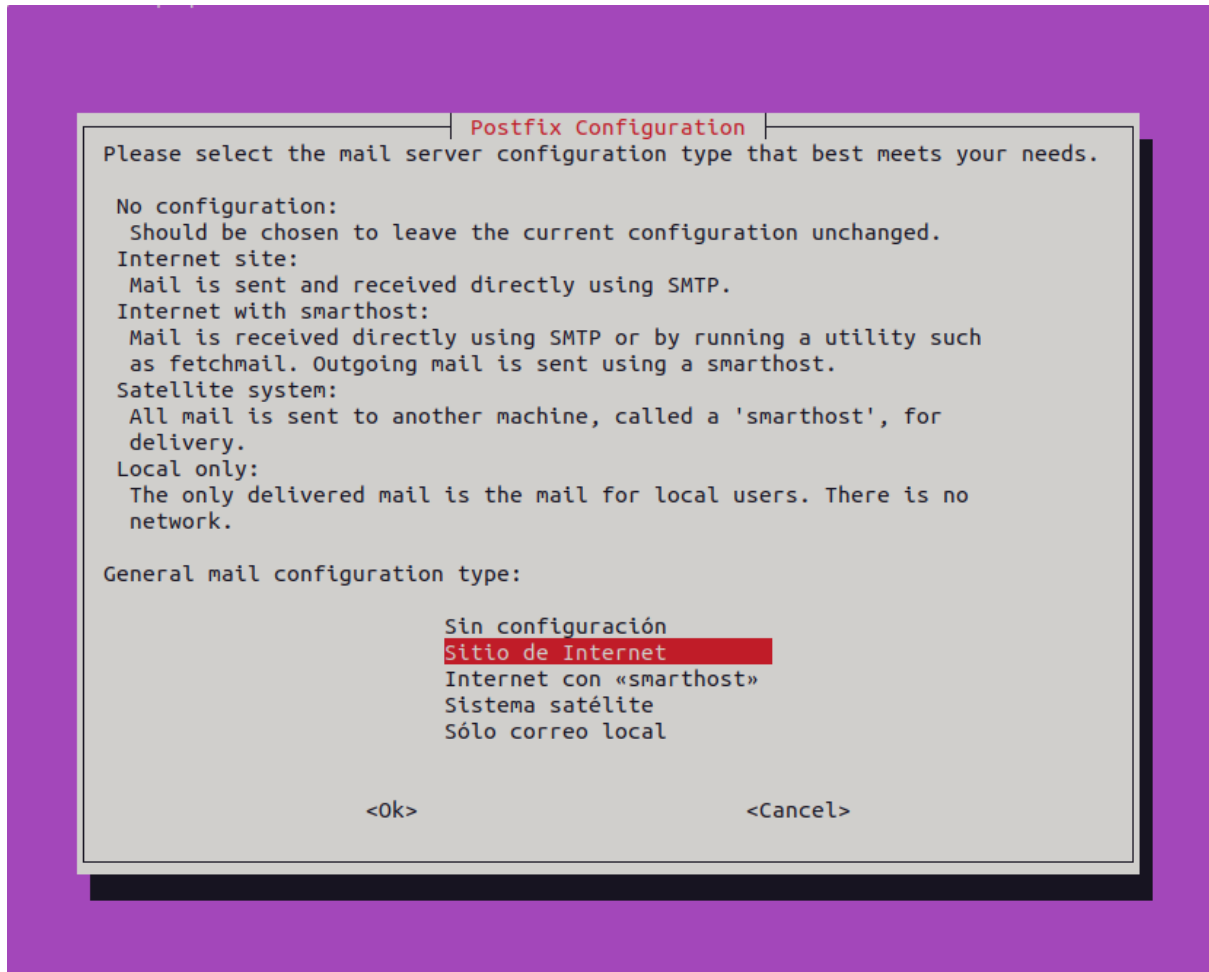 Postfix Configuration
Please select the mail server configuration type that best meets your needs.
No configuration:
Should be chosen to leave the current configuration unchanged.
Internet site:
Mail is sent and received directly using SMTP.
Internet with smarthost:
Mail is received directly using SMTP or by running a utility such
as fetchmail. Outgoing mail is sent using a smarthost.
Satellite system:
All mail is sent to another machine, called a 'smarthost', for
delivery.
Local only:
The only delivered mail is the mail for local users. There is no
network.
General mail configuration type:
Sin configuración
Sitio de Internet
Internet con «smarthost»
Sistema satélite
Sólo correo local
<Ok> <Cancel>